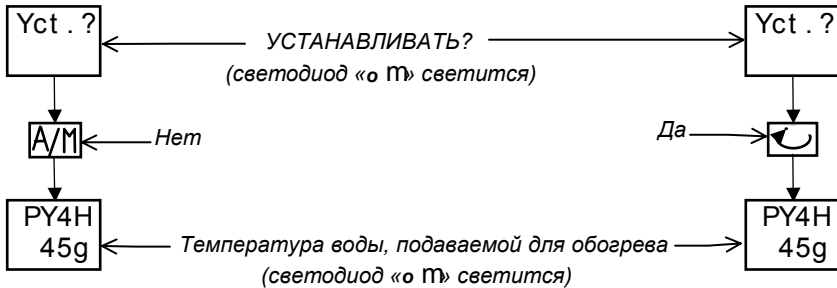 Yct . ? УСТАНАВЛИВАТЬ? Yct . ?
(светодиод «о m» светится)
A/M Нет Да
PY4H PY4H
45g Температура воды, подаваемой для обогрева 45g
(светодиод «о m» светится)